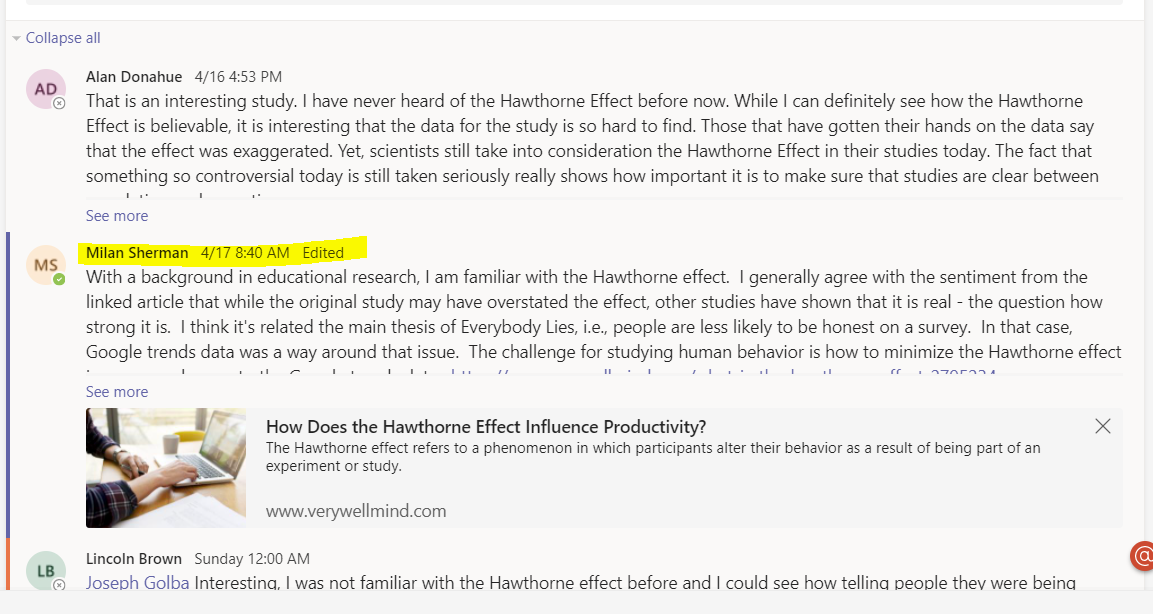 Collapse all
AD
Alan Donahue 4/16 4:53 PM
That is an interesting study. I have never heard of the Hawthorne Effect before now. While I can definitely see how the Hawthorne
Effect is believable, it is interesting that the data for the study is so hard to find. Those that have gotten their hands on the data say
that the effect was exaggerated. Yet, scientists still take into consideration the Hawthorne Effect in their studies today. The fact that
something so controversial today is still taken seriously really shows how important it is to make sure that studies are clear between
See more
MS
Milan Sherman 4/17 8:40 AM Edited
With a background in educational research, I am familiar with the Hawthorne effect.  I generally agree with the sentiment from the
linked article that while the original study may have overstated the effect, other studies have shown that it is real - the question how
strong it is.  I think it's related the main thesis of Everybody Lies, i.e., people are less likely to be honest on a survey.  In that case,
Google trends data was a way around that issue.  The challenge for studying human behavior is how to minimize the Hawthorne effect
See more
How Does the Hawthorne Effect Influence Productivity?
The Hawthorne effect refers to a phenomenon in which participants alter their behavior as a result of being part of an
experiment or study.
www.verywellmind.com
LB
Lincoln Brown Sunday 12:00 AM
Joseph Golba Interesting, I was not familiar with the Hawthorne effect before and I could see how telling people they were being
@